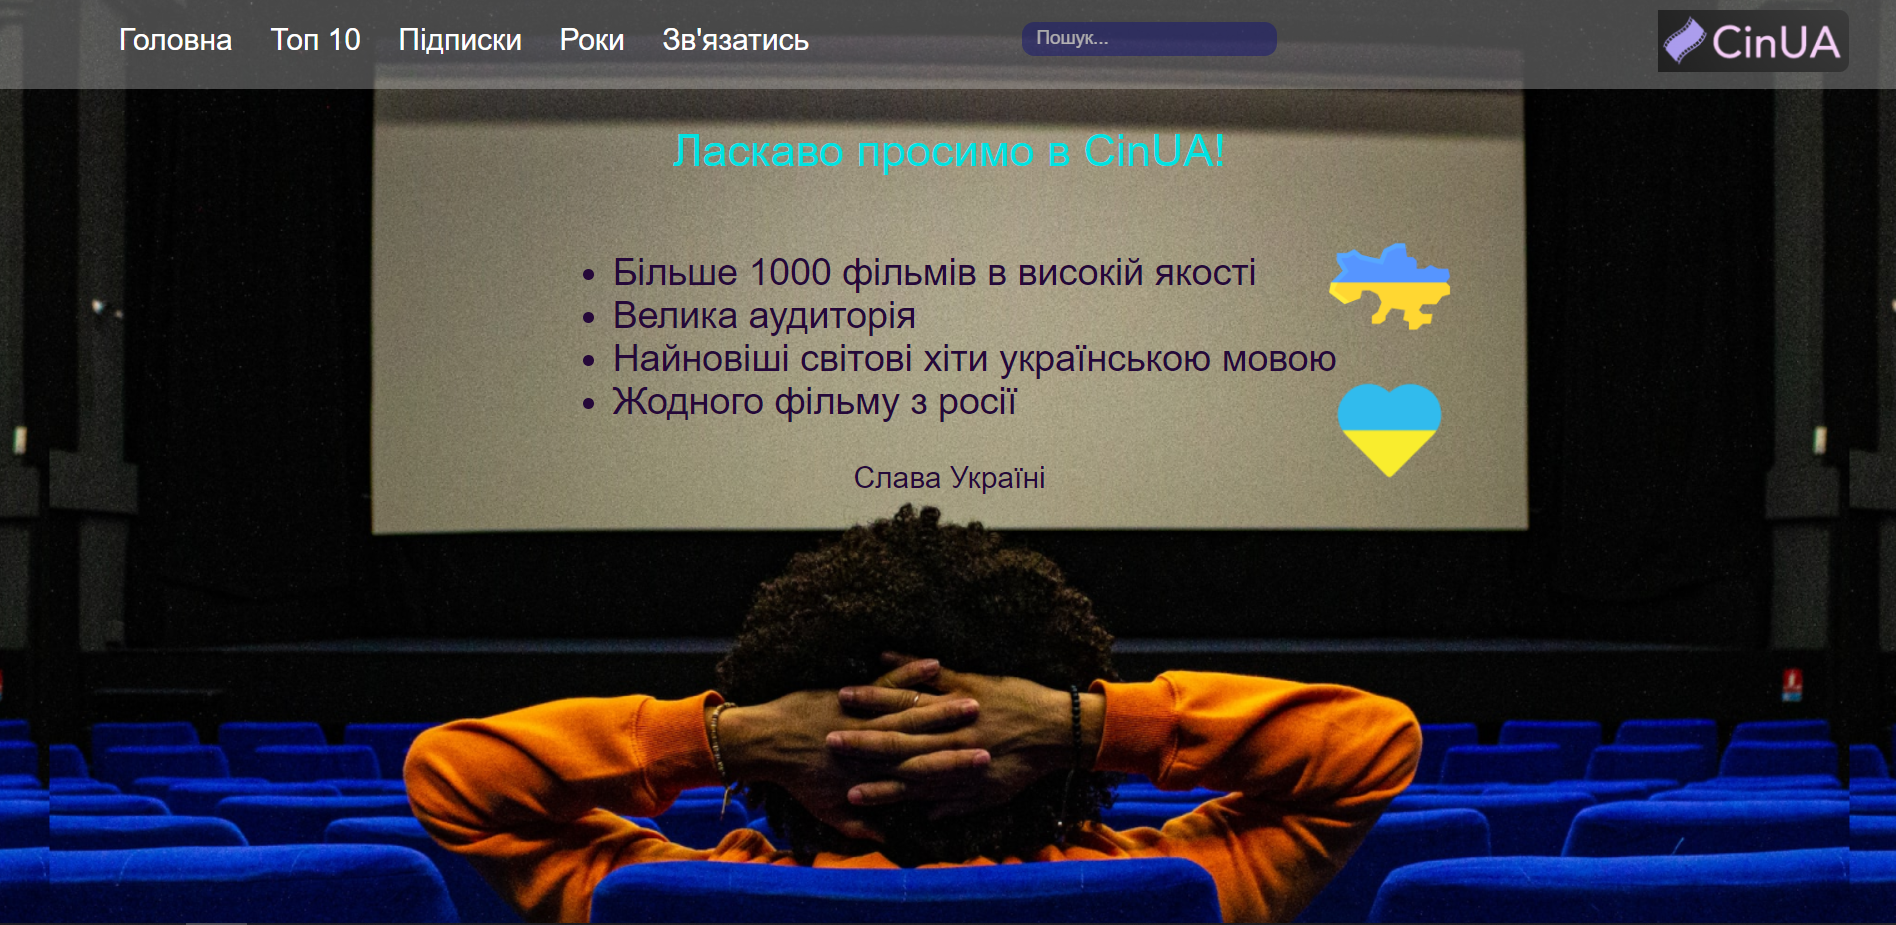 Головна Топ 10 Підписки Роки Зв'язатись Пошук... CinUA
Ласкаво просимо в CinUA!
Більше 1000 фільмів в високій якості
Велика аудиторія
Найновіші світові хіти українською мовою
Жодного фільму з росії
Слава Україні